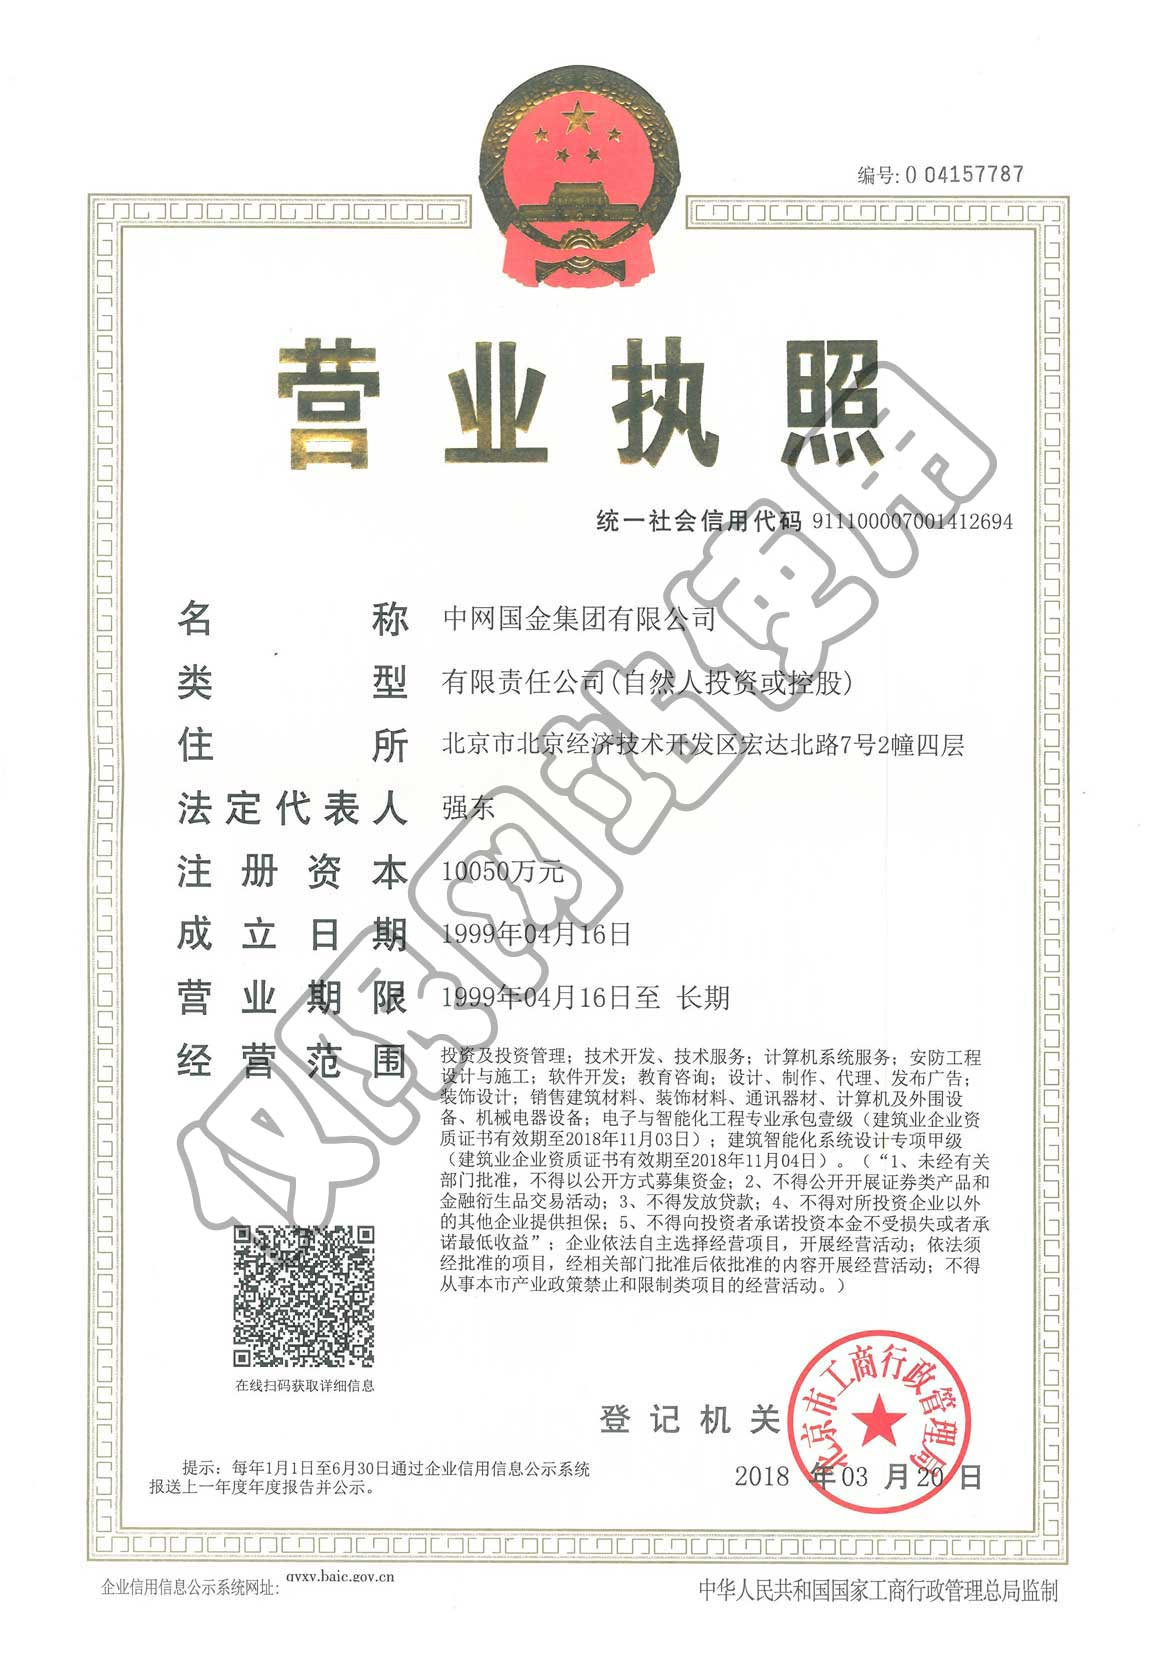 编号:0 04157787
营业执照
统一社会信用代码 911100007001412694
名称 中网国金集团有限公司
类型 有限责任公司(自然人投资或控股)
住所 北京市北京经济技术开发区宏达北路7号2幢四层
法定代表人 强东
注册资本 10050万元
成立日期 1999年04月16日
营业期限 1999年04月16日至 长期
经营范围 投资及投资管理；技术开发、技术服务；计算机系统服务；安防工程
设计与施工；软件开发；教育咨询；设计、制作、代理、发布广告；
装饰设计；销售建筑材料、装饰材料、通讯器材、计算机及外围设
备、机械电器设备；电子与智能化工程专业承包壹级（建筑业企业资
质证书有效期至2018年11月03日）；建筑智能化系统设计专项甲级
（建筑业企业资质证书有效期至2018年11月04日）。（“1、未经有关
部门批准，不得以公开方式募集资金；2、不得公开开展证券类产品和
金融衍生品交易活动；3、不得发放贷款；4、不得对所投资企业以外
的其他企业提供担保；5、不得向投资者承诺投资本金不受损失或者承
诺最低收益”；企业依法自主选择经营项目，开展经营活动；依法须
经批准的项目，经相关部门批准后依批准的内容开展经营活动；不得
从事本市产业政策禁止和限制类项目的经营活动。）
仅限网站使用
在线扫码获取详细信息
登记机关
北京市工商行政管理局
2018 年 03 月 20 日
提示：每年1月1日至6月30日通过企业信用信息公示系统
报送上一年度年度报告并公示。
企业信用信息公示系统网址： qyxy.baic.gov.cn
中华人民共和国国家工商行政管理总局监制